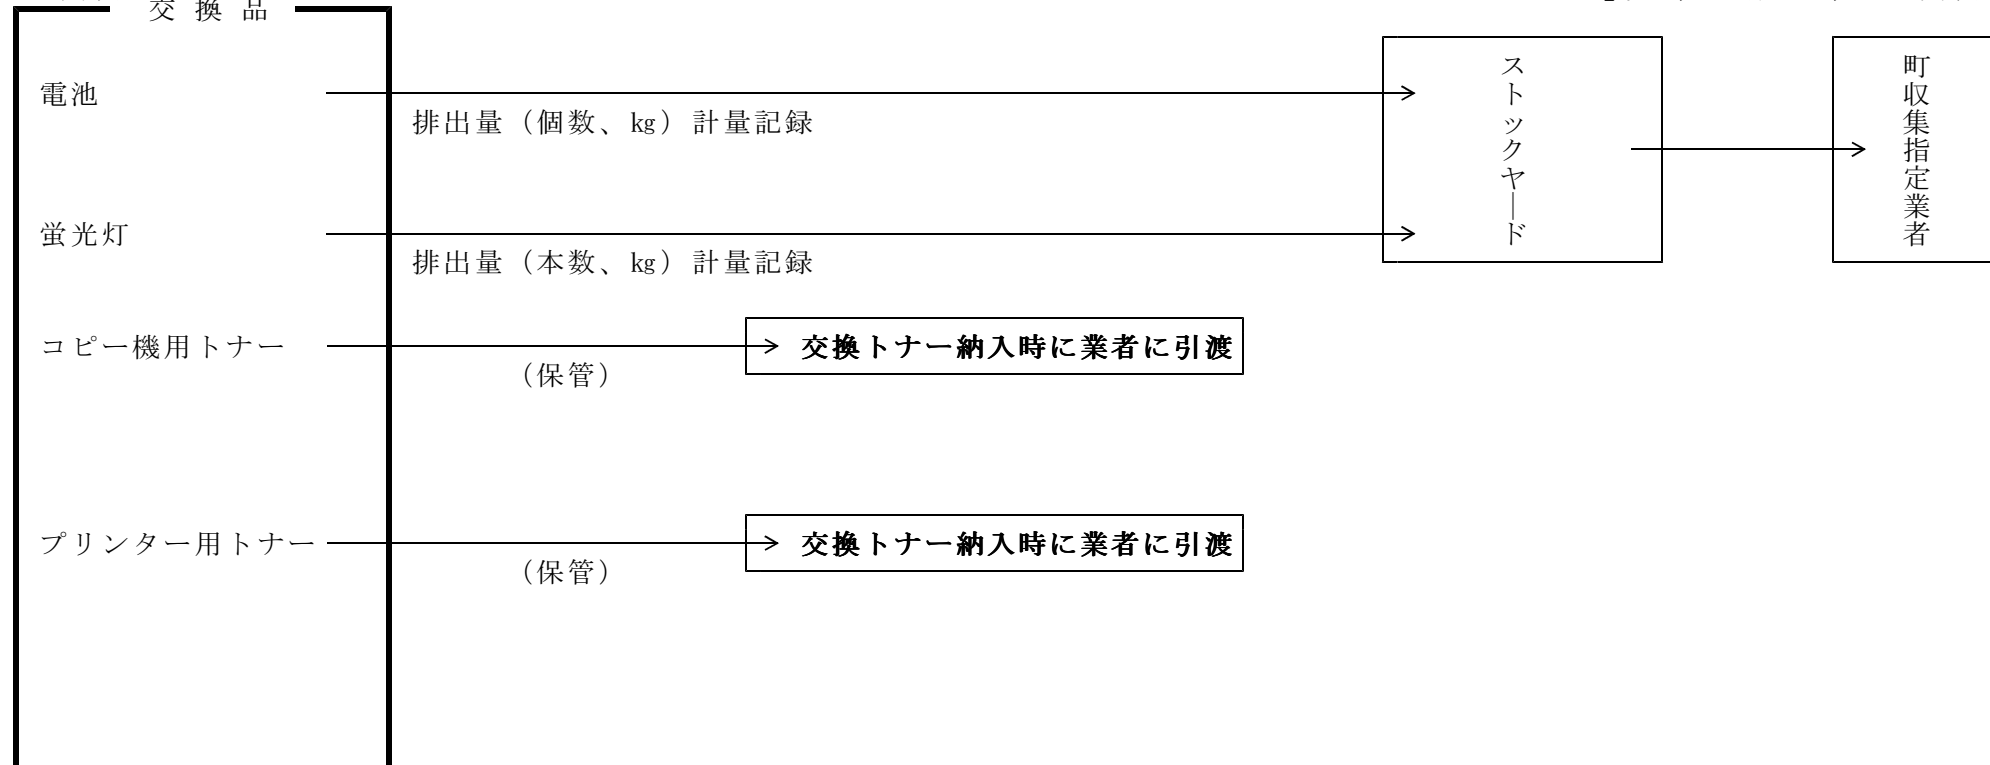 交換品
電池
排出量（個数、㎏）計量記録
蛍光灯
排出量（本数、㎏）計量記録
ストックヤード
町収集指定業者
コピー機用トナー
（保管）
交換トナー納入時に業者に引渡
プリンター用トナー
（保管）
交換トナー納入時に業者に引渡